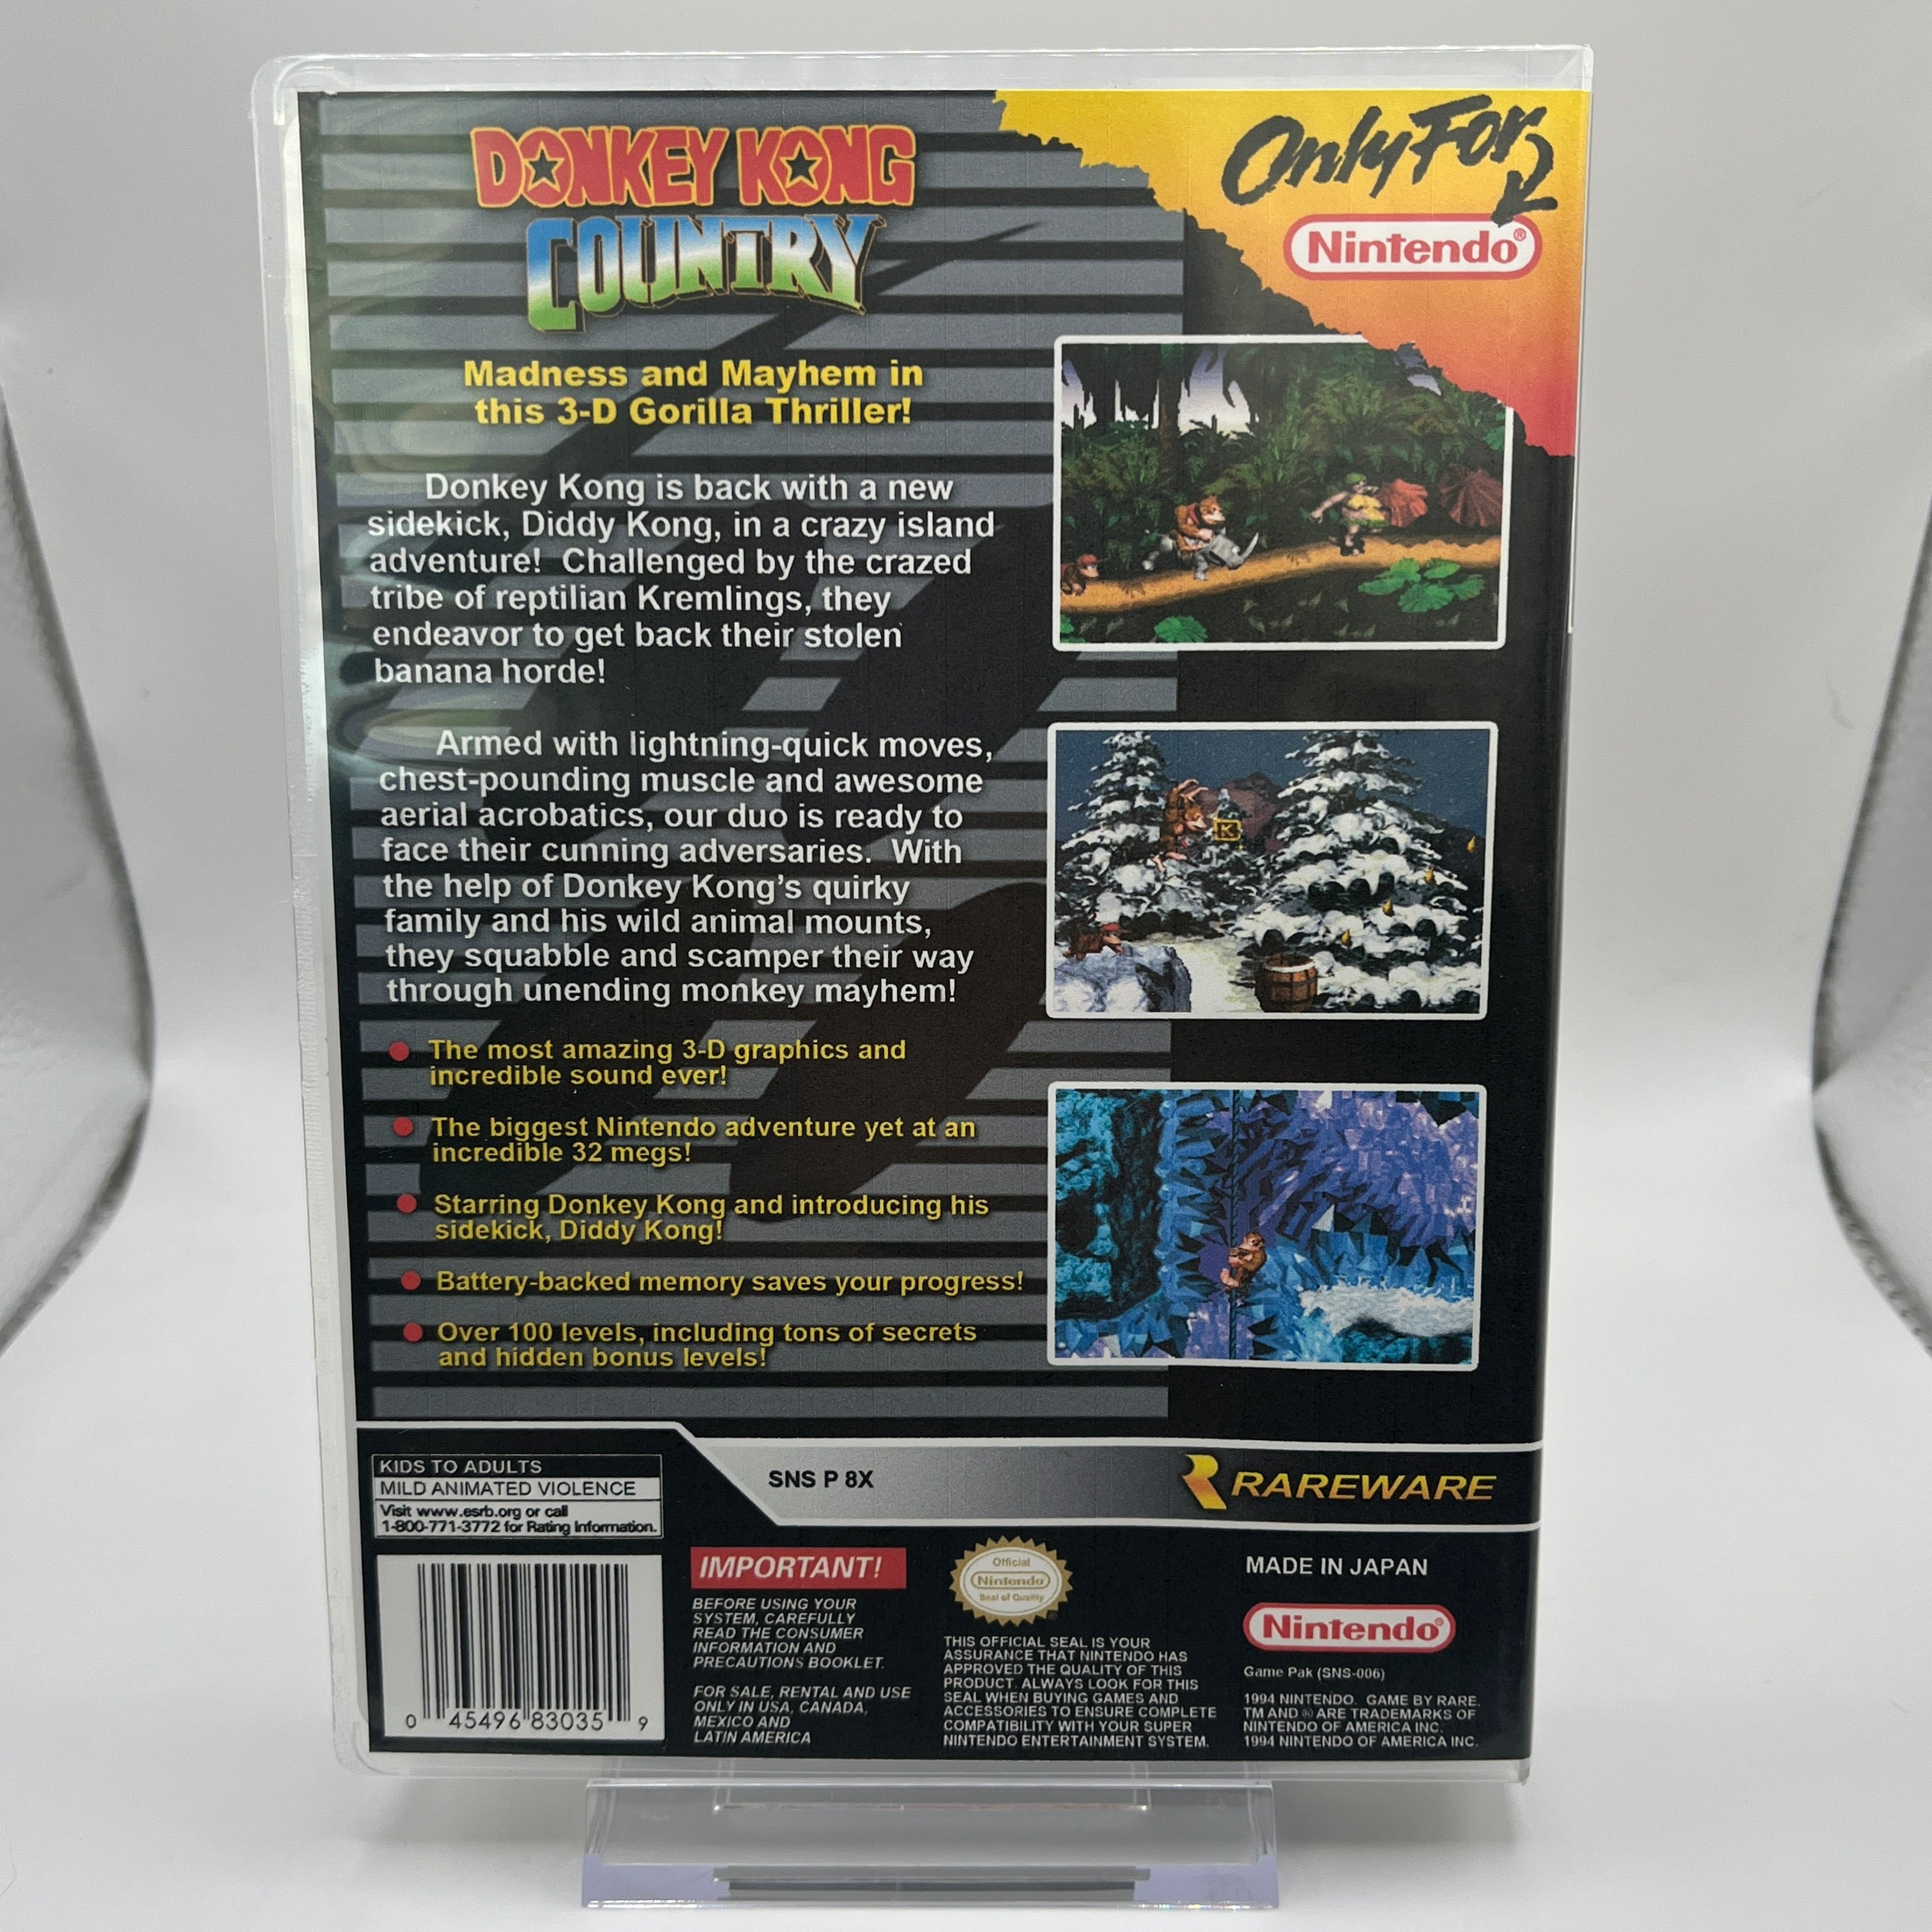 DONKEY KONG
COUNTRY
Only For
Nintendo®
Madness and Mayhem in
this 3-D Gorilla Thriller!
Donkey Kong is back with a new
sidekick, Diddy Kong, in a crazy island
adventure! Challenged by the crazed
tribe of reptilian Kremlings, they
endeavor to get back their stolen
banana horde!
Armed with lightning-quick moves,
chest-pounding muscle and awesome
aerial acrobatics, our duo is ready to
face their cunning adversaries. With
the help of Donkey Kong's quirky
family and his wild animal mounts,
they squabble and scamper their way
through unending monkey mayhem!
The most amazing 3-D graphics and
incredible sound ever!
The biggest Nintendo adventure yet at an
incredible 32 megs!
Starring Donkey Kong and introducing his
sidekick, Diddy Kong!
Battery-backed memory saves your progress!
Over 100 levels, including tons of secrets
and hidden bonus levels!
K
KIDS TO ADULTS
MILD ANIMATED VIOLENCE
Visit www.esrb.org or call
1-800-771-3772 for Rating Information.
SNS P 8X
RAREWARE
0 45496 83035 9
IMPORTANT!
BEFORE USING YOUR
SYSTEM, CAREFULLY
READ THE CONSUMER
INFORMATION AND
PRECAUTIONS BOOKLET.
FOR SALE, RENTAL AND USE
ONLY IN USA, CANADA,
MEXICO AND
LATIN AMERICA
Official
Nintendo
Seal of Quality
THIS OFFICIAL SEAL IS YOUR
ASSURANCE THAT NINTENDO HAS
APPROVED THE QUALITY OF THIS
PRODUCT. ALWAYS LOOK FOR THIS
SEAL WHEN BUYING GAMES AND
ACCESSORIES TO ENSURE COMPLETE
COMPATIBILITY WITH YOUR SUPER
NINTENDO ENTERTAINMENT SYSTEM.
MADE IN JAPAN
Nintendo®
Game Pak (SNS-006)
1994 NINTENDO. GAME BY RARE.
TM AND ® ARE TRADEMARKS OF
NINTENDO OF AMERICA INC.
1994 NINTENDO OF AMERICA INC.